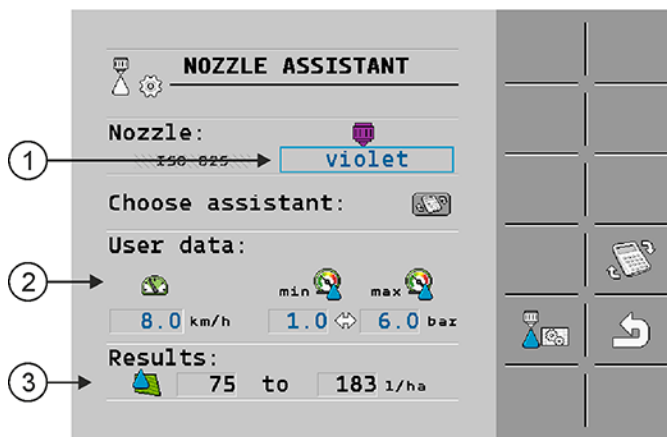 NOZZLE ASSISTANT
Nozzle:
1
ISO 025 violet
Choose assistant:
User data:
2
min max
8.0 km/h 1.0 6.0 bar
Results:
3
75 to 183 l/ha